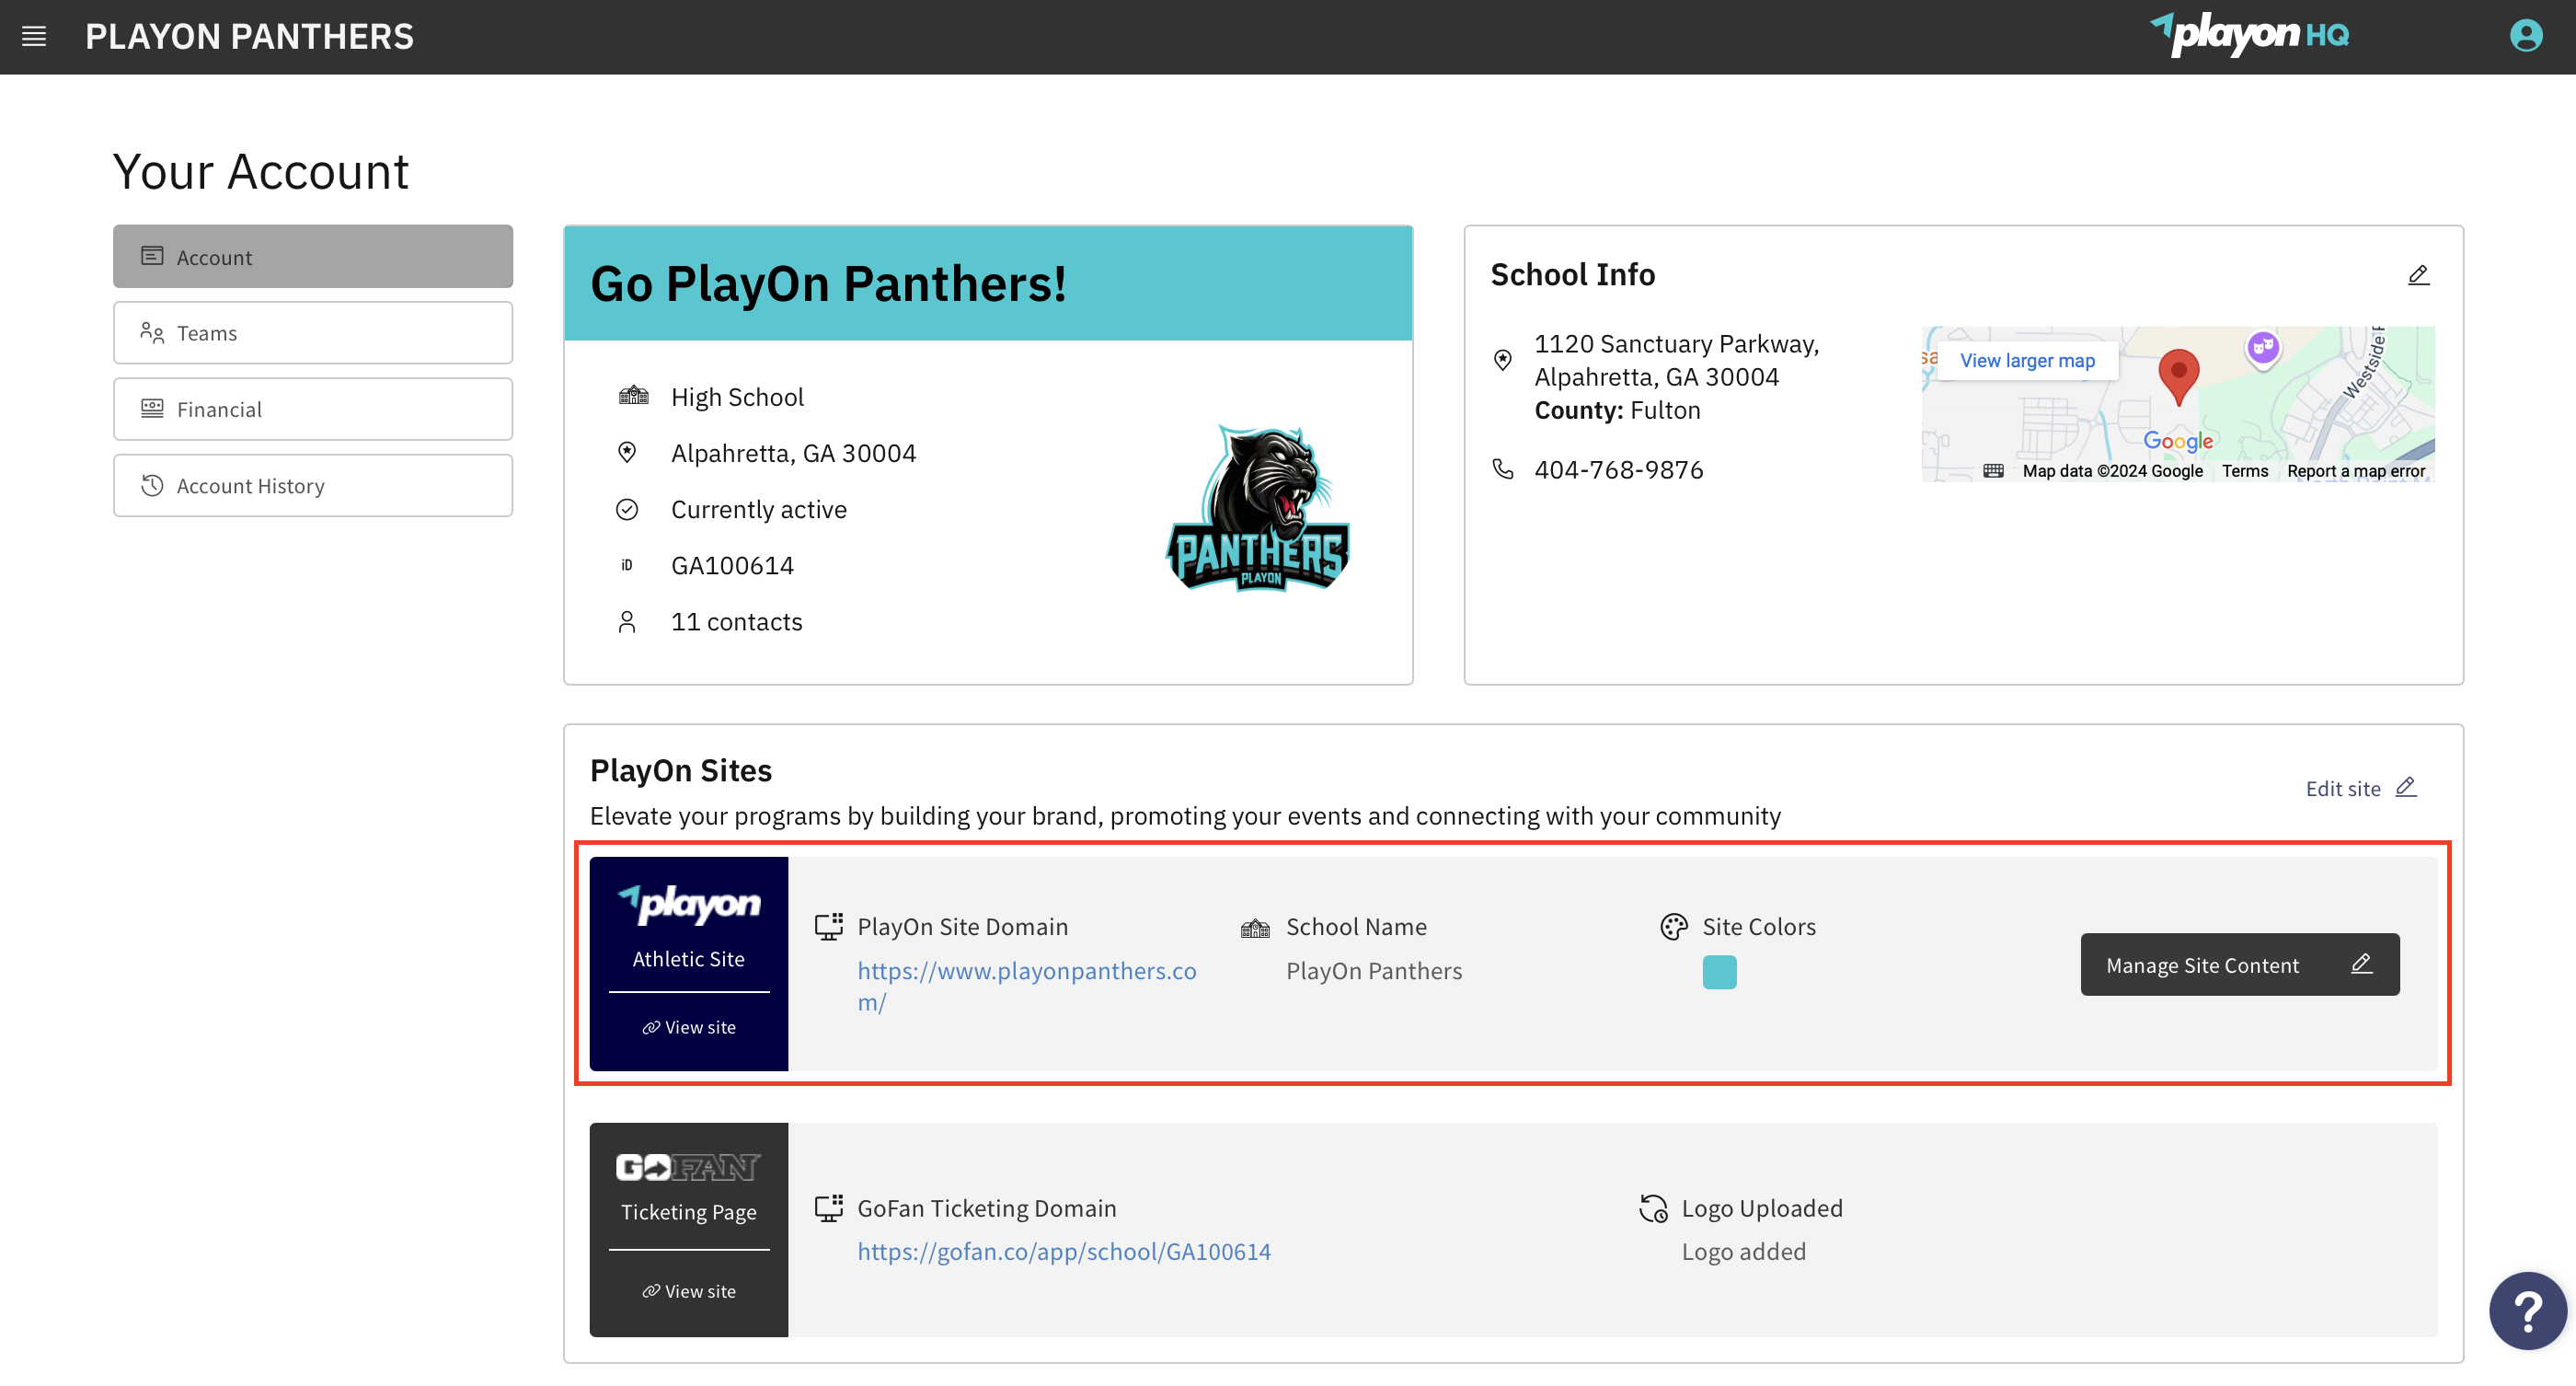 PLAYON PANTHERS
playon HQ
Your Account
Account
Teams
Financial
Account History
Go PlayOn Panthers!
High School
Alpahretta, GA 30004
Currently active
iD GA100614
11 contacts
PANTHERS
PLAYON
School Info
1120 Sanctuary Parkway,
Alpahretta, GA 30004
County: Fulton
404-768-9876
View larger map
Westside
Google
Map data ©2024 Google Terms Report a map error
PlayOn Sites
Edit site
Elevate your programs by building your brand, promoting your events and connecting with your community
playon
Athletic Site
View site
PlayOn Site Domain
https://www.playonpanthers.co
m/
School Name
PlayOn Panthers
Site Colors
Manage Site Content
GOFAN
Ticketing Page
View site
GoFan Ticketing Domain
https://gofan.co/app/school/GA100614
Logo Uploaded
Logo added
?